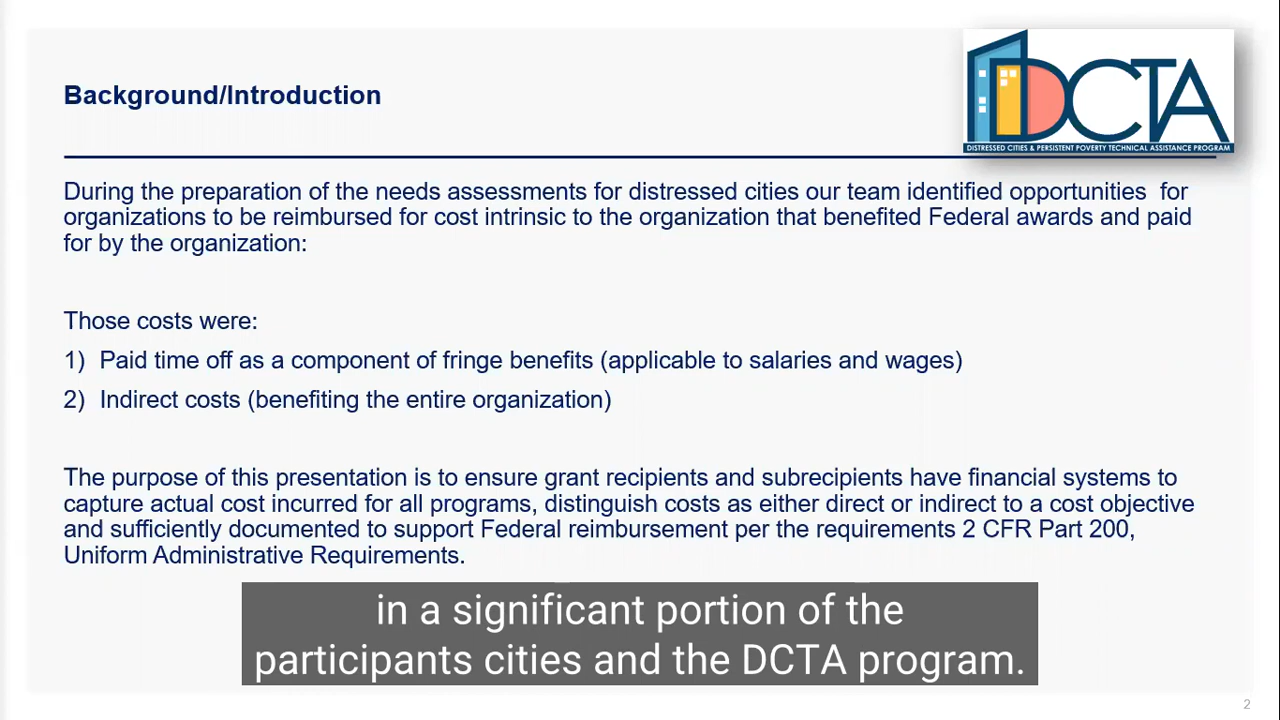 DCTA
DISTRESSED CITIES & PERSISTENT POVERTY TECHNICAL ASSISTANCE PROGRAM
Background/Introduction
During the preparation of the needs assessments for distressed cities our team identified opportunities  for
organizations to be reimbursed for cost intrinsic to the organization that benefited Federal awards and paid
for by the organization:
Those costs were:
1) Paid time off as a component of fringe benefits (applicable to salaries and wages)
2) Indirect costs (benefiting the entire organization)
The purpose of this presentation is to ensure grant recipients and subrecipients have financial systems to
capture actual cost incurred for all programs, distinguish costs as either direct or indirect to a cost objective
and sufficiently documented to support Federal reimbursement per the requirements 2 CFR Part 200,
Uniform Administrative Requirements.
in a significant portion of the
participants cities and the DCTA program.
2